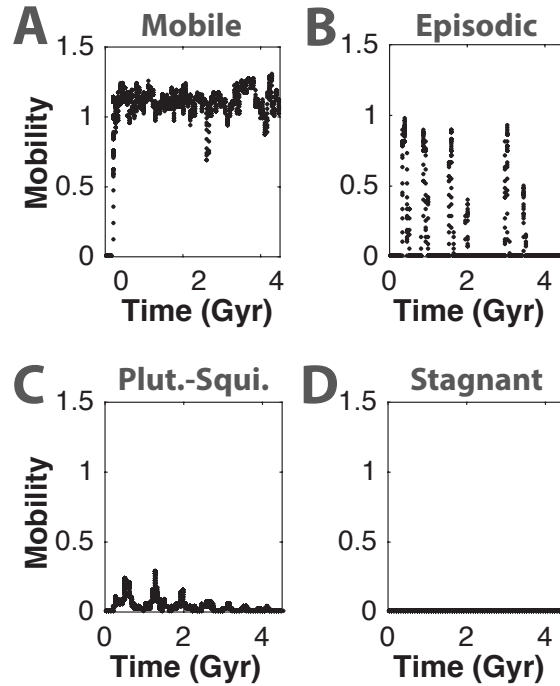 A Mobile
1.5
1
0.5
0
Mobility
0 2 4
Time (Gyr)
B Episodic
1.5
1
0.5
0
0 2 4
Time (Gyr)
C Plut.-Squi.
1.5
1
0.5
0
Mobility
0 2 4
Time (Gyr)
D Stagnant
1.5
1
0.5
0
0 2 4
Time (Gyr)